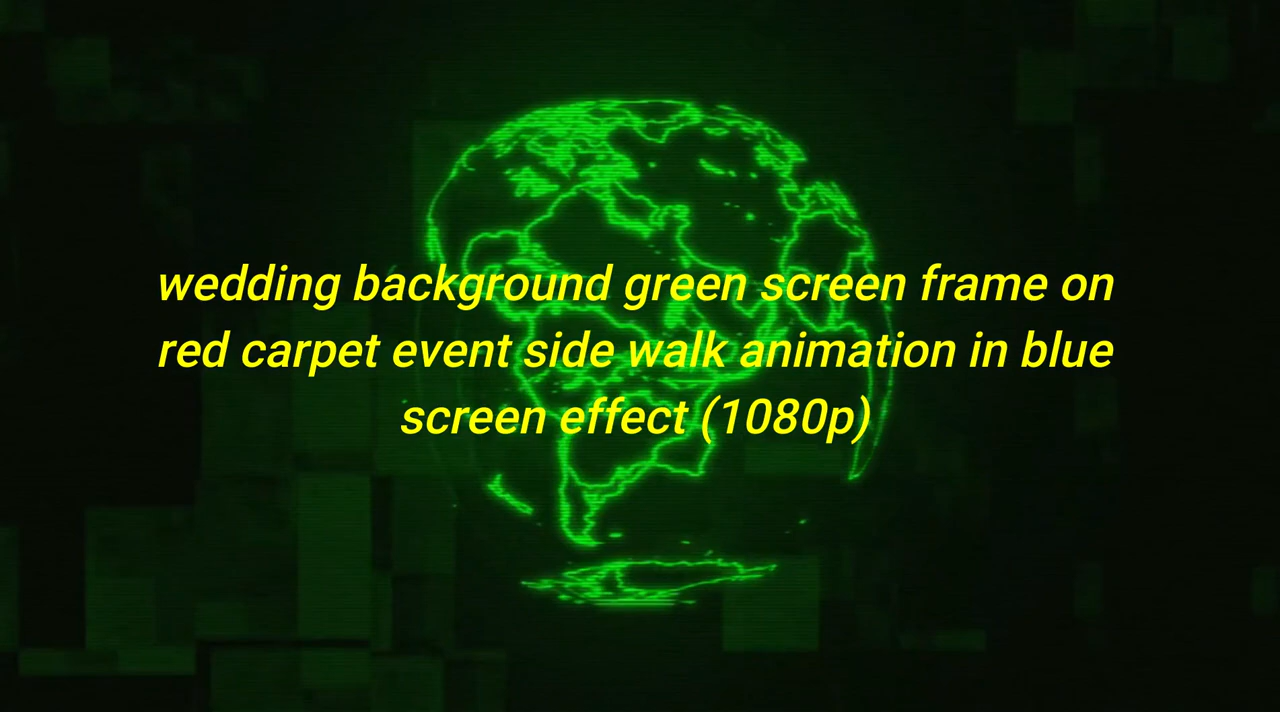 wedding background green screen frame on
red carpet event side walk animation in blue
screen effect (1080p)